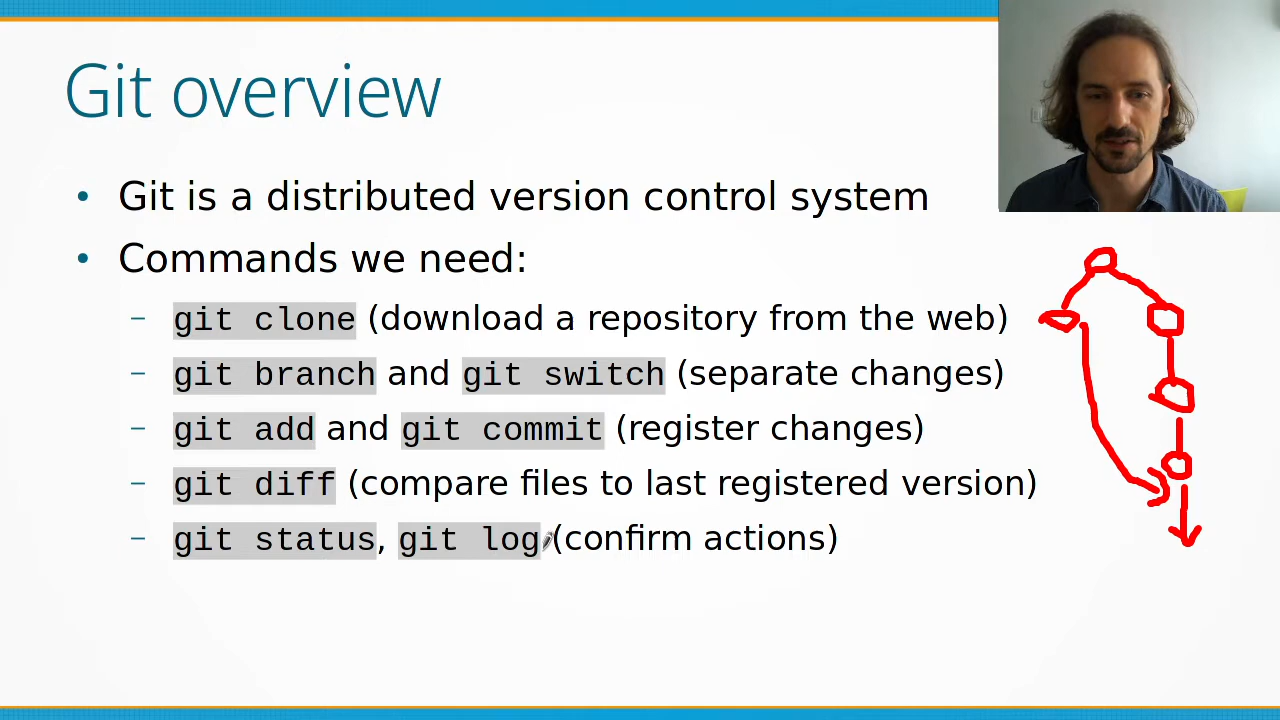 Git overview
• Git is a distributed version control system
• Commands we need:
– git clone (download a repository from the web)
– git branch and git switch (separate changes)
– git add and git commit (register changes)
– git diff (compare files to last registered version)
– git status, git log (confirm actions)